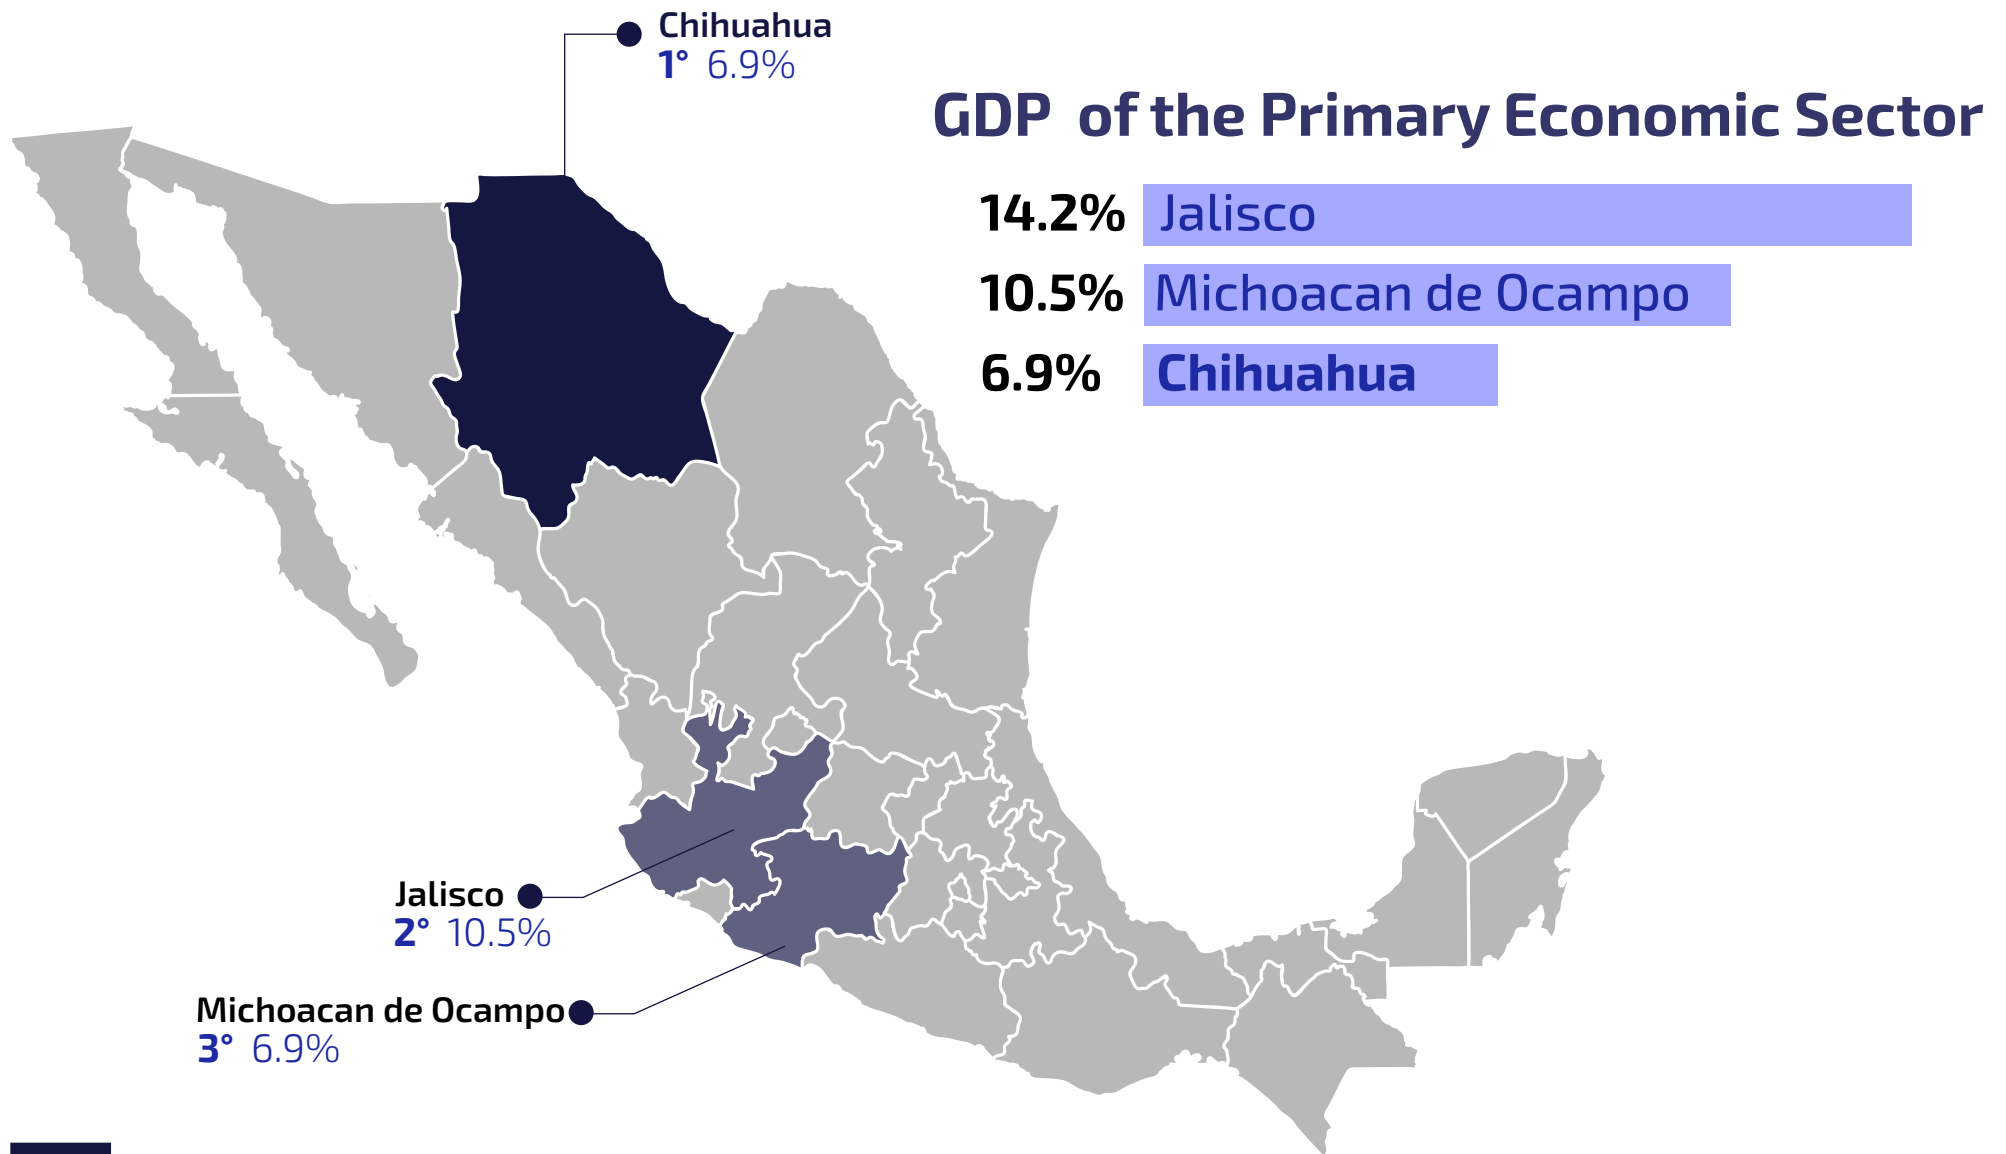 Chihuahua
1° 6.9%
GDP of the Primary Economic Sector
14.2% Jalisco
10.5% Michoacan de Ocampo
6.9% Chihuahua
Jalisco
2° 10.5%
Michoacan de Ocampo
3° 6.9%